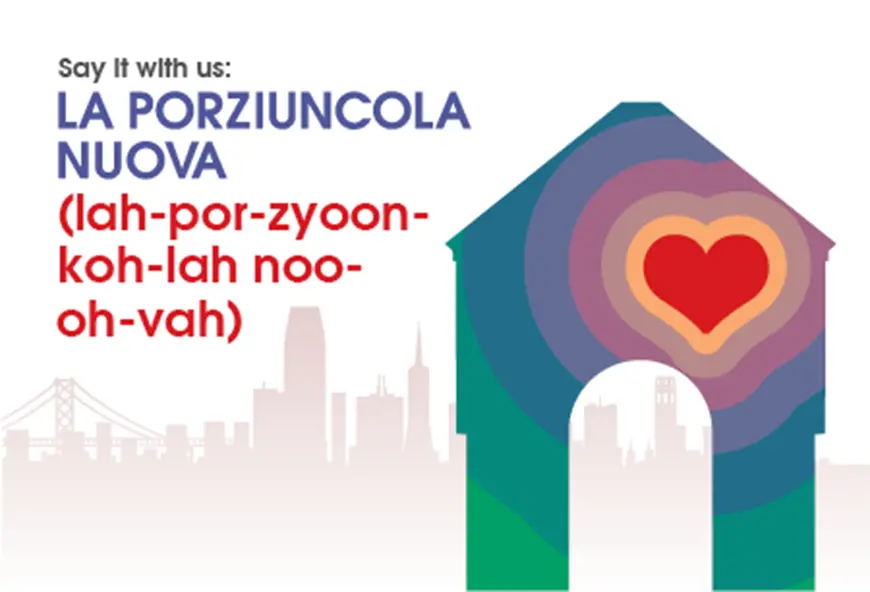 Say it with us:
LA PORZIUNCOLA
NUOVA
(lah-por-zyoon-
koh-lah noo-
oh-vah)